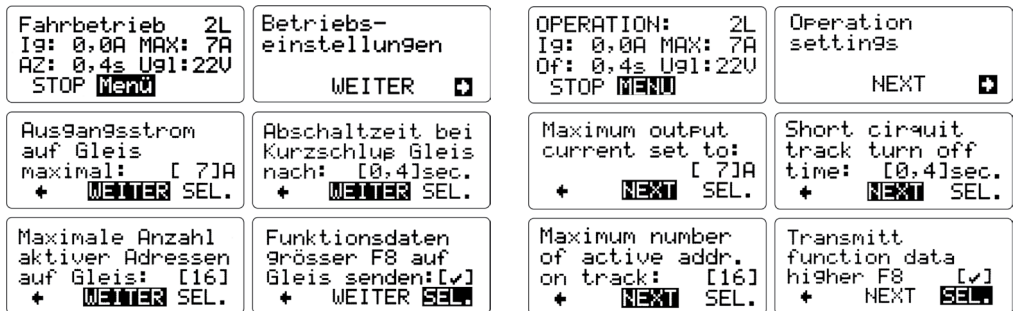 Fahrbetrieb 2L
Ig: 0,0A MAX: 7A
AZ: 0,4s Ugl:22V
STOP Menü
Betriebs-
einstellungen
WEITER →
Ausgangsstrom
auf Gleis
maximal: [ 7]A
← WEITER SEL.
Abschaltzeit bei
Kurzschluß Gleis
nach: [0,4]sec.
← WEITER SEL.
Maximale Anzahl
aktiver Adressen
auf Gleis: [16]
← WEITER SEL.
Funktionsdaten
grösser F8 auf
Gleis senden:[✓]
← WEITER SEL.
OPERATION: 2L
Ig: 0,0A MAX: 7A
Of: 0,4s Ugl:22V
STOP MENU
Operation
settings
NEXT →
Maximum output
current set to:
[ 7]A
← NEXT SEL.
Short cirquit
track turn off
time: [0,4]sec.
← NEXT SEL.
Maximum number
of active addr.
on track: [16]
← NEXT SEL.
Transmitt
function data
higher F8 [✓]
← NEXT SEL.